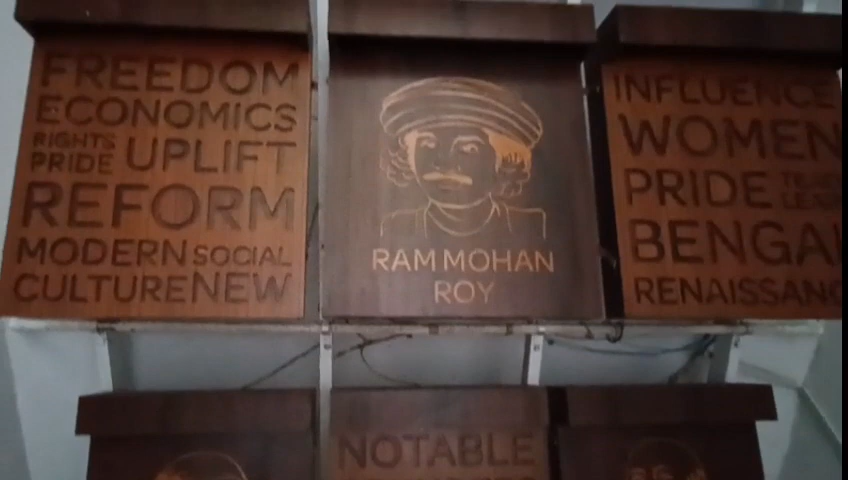 FREEDOM
ECONOMICS
RIGHTS
PRIDE UPLIFT
REFORM
MODERN SOCIAL
CULTURE NEW
RAM MOHAN
ROY
INFLUENCE
WOMEN
PRIDE
BENGAL
RENAISSANC
NOTABLE